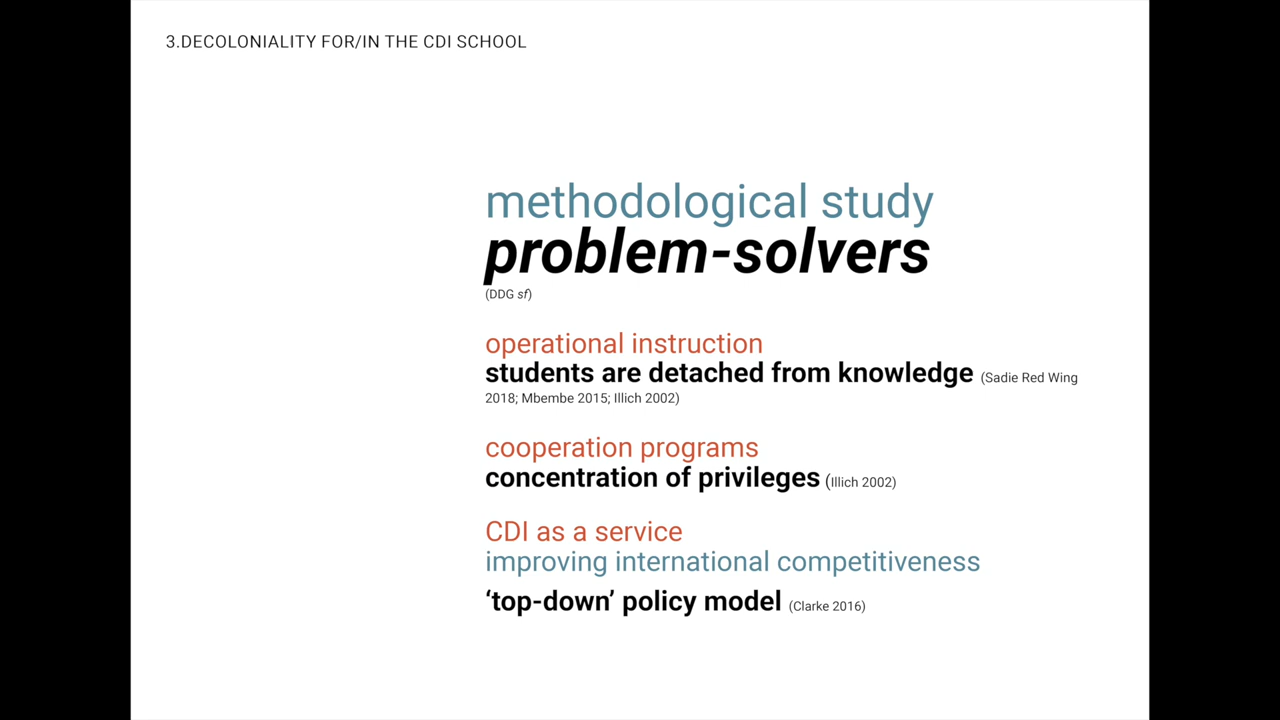 3.DECOLONIALITY FOR/IN THE CDI SCHOOL
methodological study
problem-solvers
(DDG sf)
operational instruction
students are detached from knowledge (Sadie Red Wing
2018; Mbembe 2015; Illich 2002)
cooperation programs
concentration of privileges (Illich 2002)
CDI as a service
improving international competitiveness
‘top-down’ policy model (Clarke 2016)